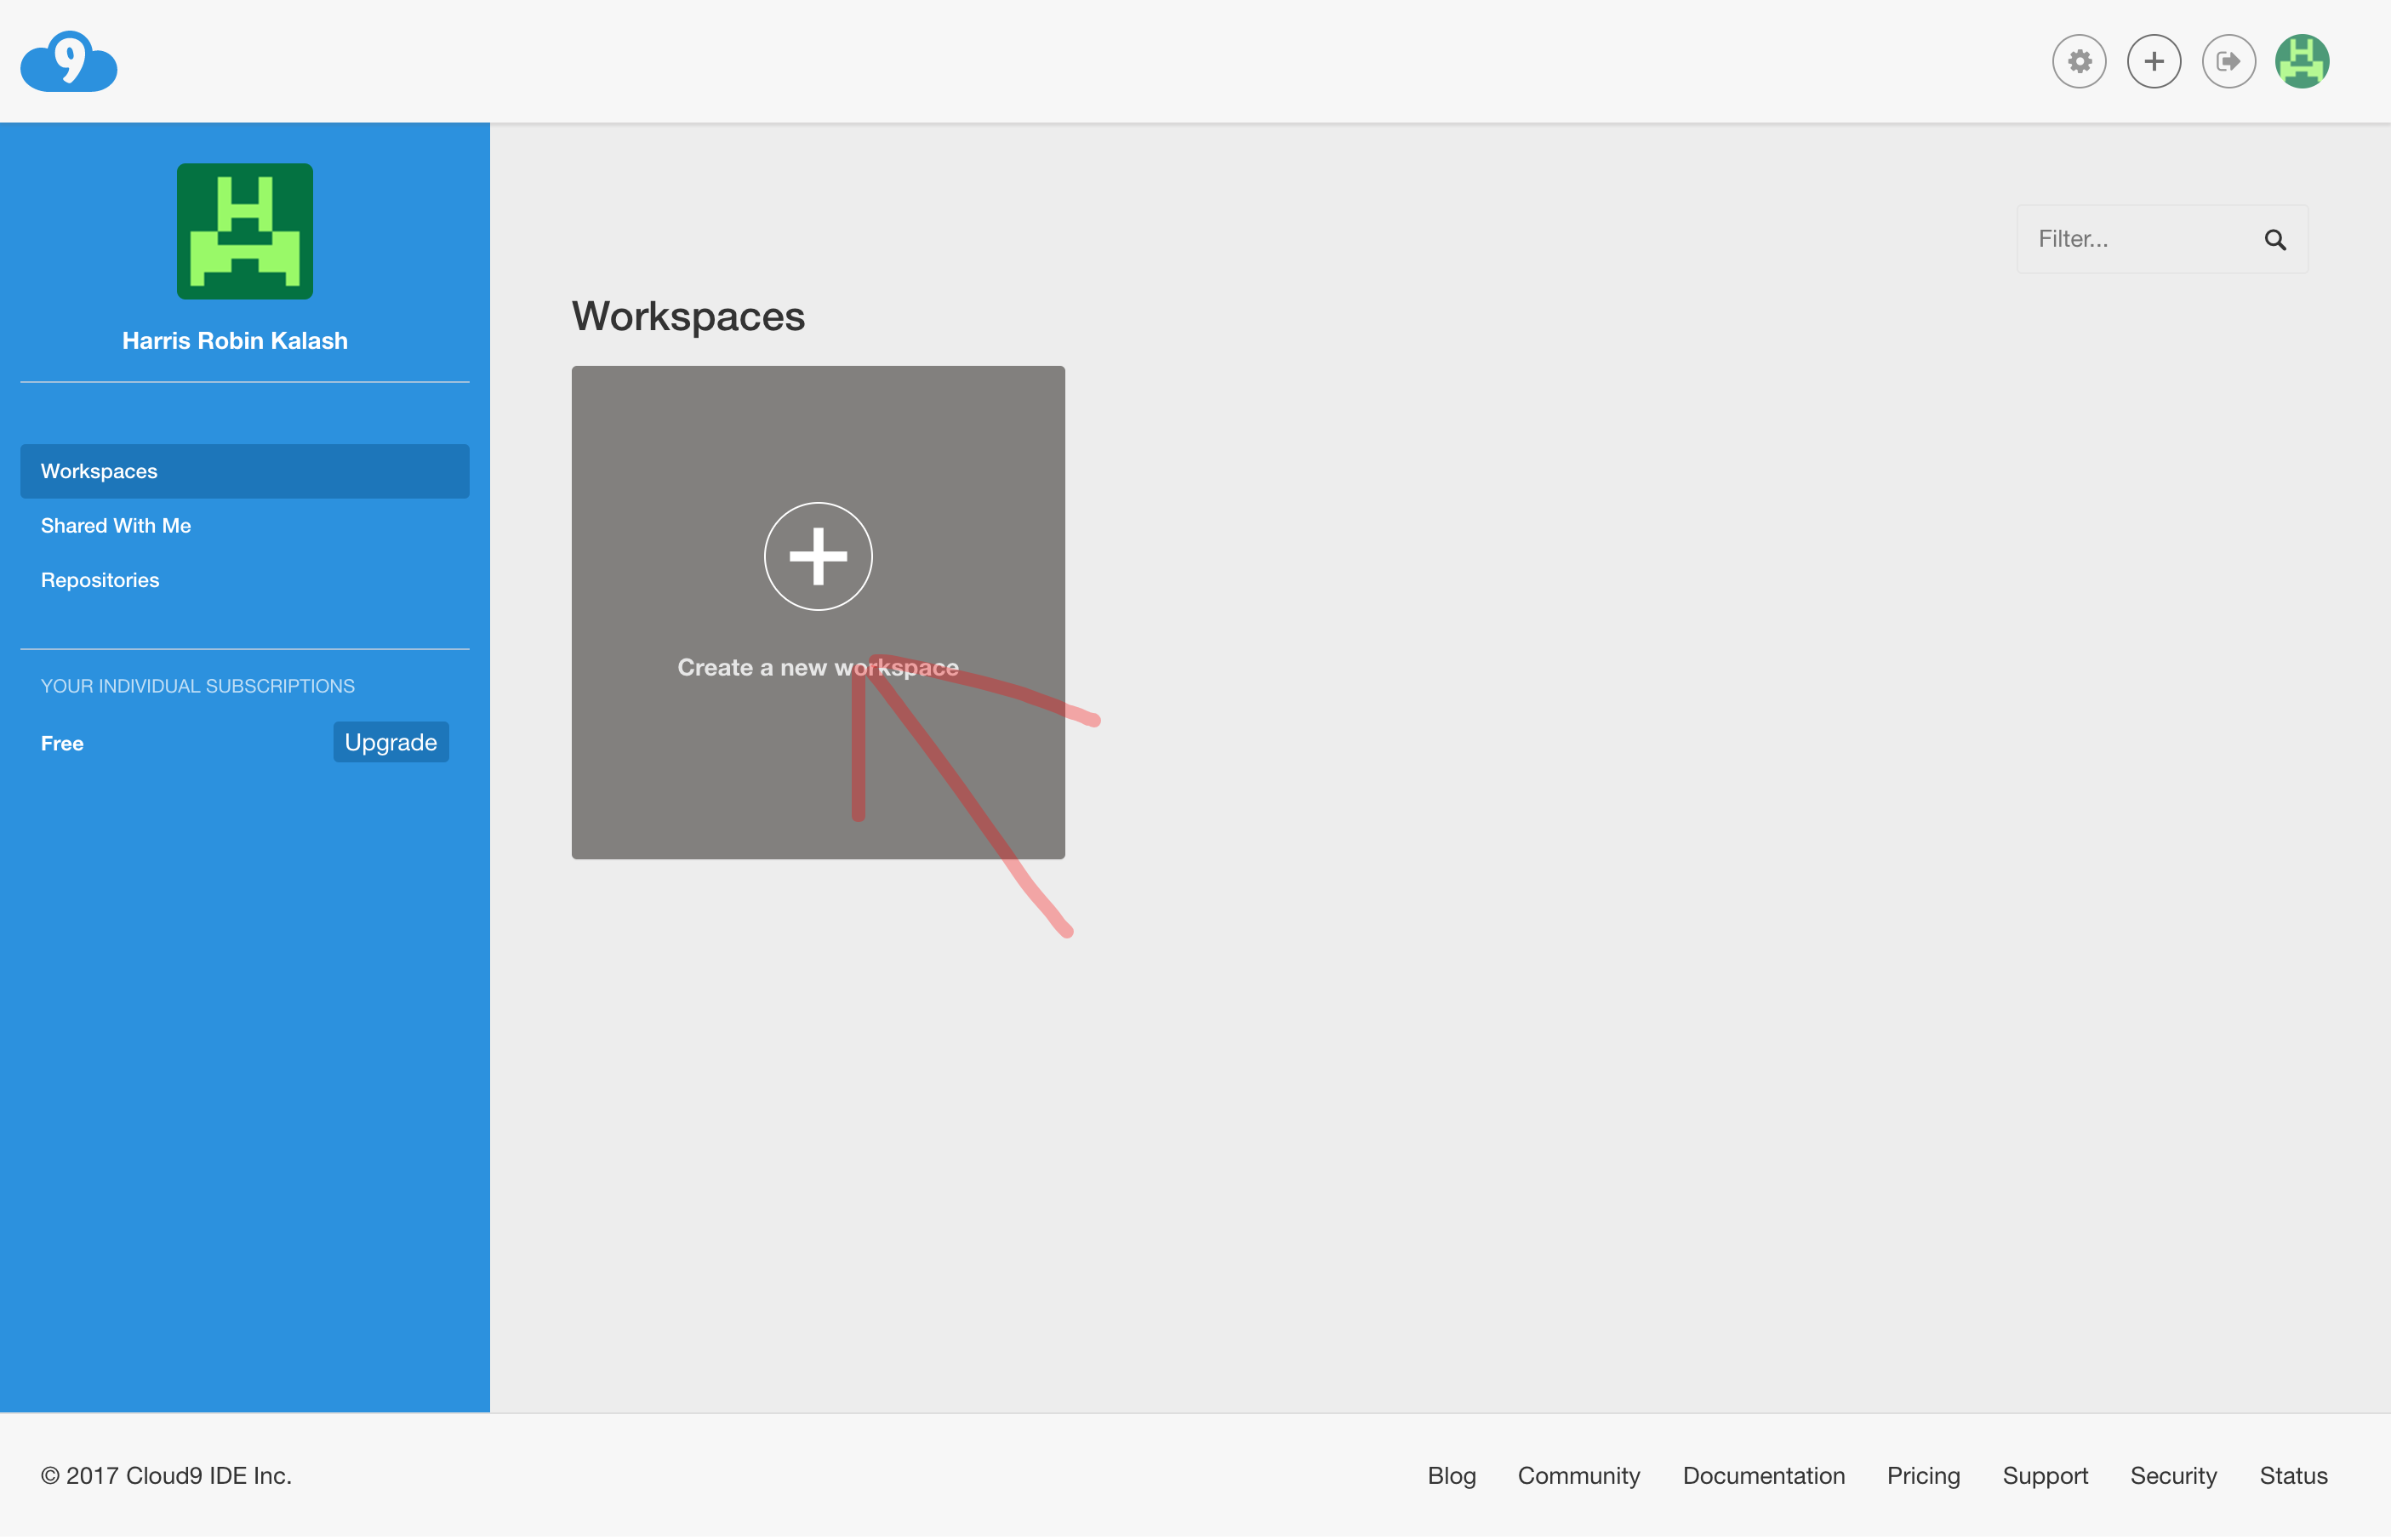 9
Harris Robin Kalash
Workspaces
Shared With Me
Repositories
YOUR INDIVIDUAL SUBSCRIPTIONS
Free
Upgrade
Filter...
Workspaces
Create a new workspace
© 2017 Cloud9 IDE Inc.
Blog Community Documentation Pricing Support Security Status